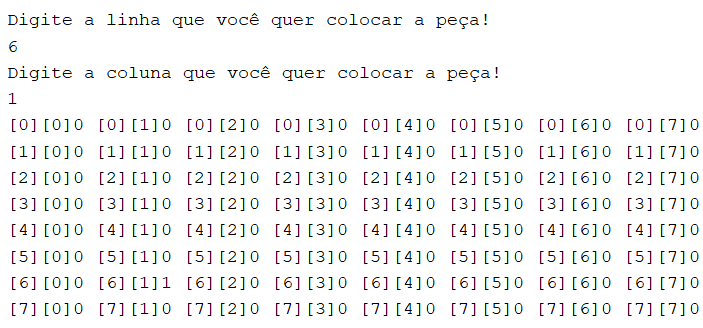 Digite a linha que você quer colocar a peça!
6
Digite a coluna que você quer colocar a peça!
1
[0][0]0 [0][1]0 [0][2]0 [0][3]0 [0][4]0 [0][5]0 [0][6]0 [0][7]0
[1][0]0 [1][1]0 [1][2]0 [1][3]0 [1][4]0 [1][5]0 [1][6]0 [1][7]0
[2][0]0 [2][1]0 [2][2]0 [2][3]0 [2][4]0 [2][5]0 [2][6]0 [2][7]0
[3][0]0 [3][1]0 [3][2]0 [3][3]0 [3][4]0 [3][5]0 [3][6]0 [3][7]0
[4][0]0 [4][1]0 [4][2]0 [4][3]0 [4][4]0 [4][5]0 [4][6]0 [4][7]0
[5][0]0 [5][1]0 [5][2]0 [5][3]0 [5][4]0 [5][5]0 [5][6]0 [5][7]0
[6][0]0 [6][1]1 [6][2]0 [6][3]0 [6][4]0 [6][5]0 [6][6]0 [6][7]0
[7][0]0 [7][1]0 [7][2]0 [7][3]0 [7][4]0 [7][5]0 [7][6]0 [7][7]0